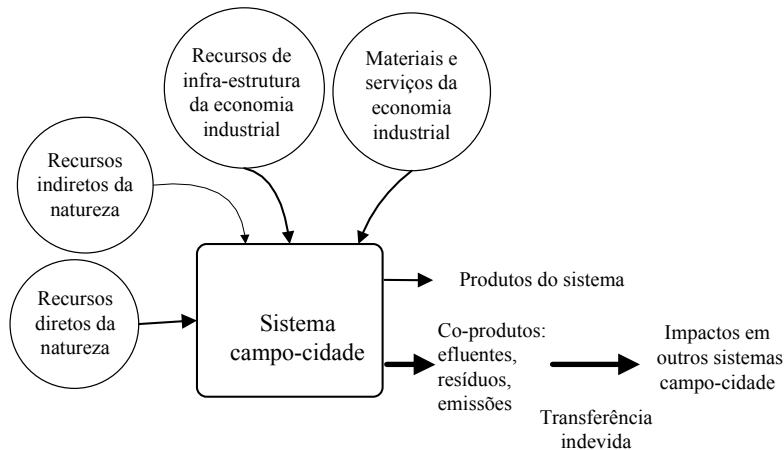 Recursos de
infra-estrutura
da economia
industrial
Materiais e
serviços da
economia
industrial
Recursos
indiretos da
natureza
Recursos
diretos da
natureza
Sistema
campo-cidade
Produtos do sistema
Co-produtos:
efluentes,
resíduos,
emissões
Transferência
indevida
Impactos em
outros sistemas
campo-cidade